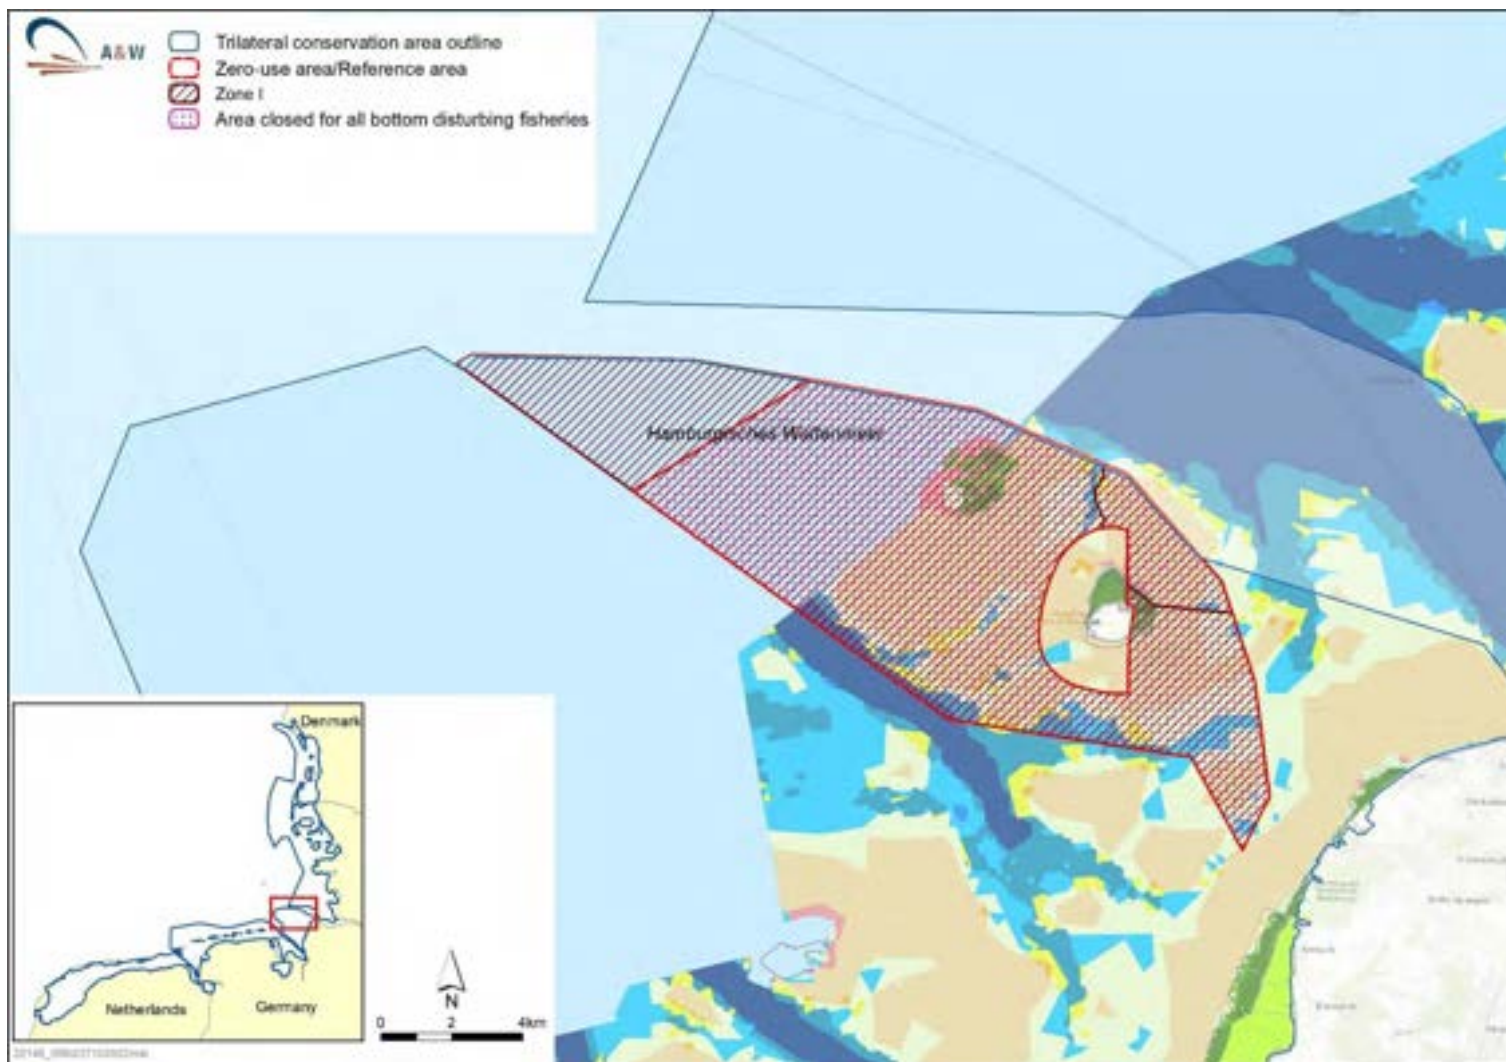 A&W
Trilateral conservation area outline
Zero-use area/Reference area
Zone I
Area closed for all bottom disturbing fisheries
Hamburgisches Wattenmeer
Denmark
Netherlands
Germany
N
0 2 4km